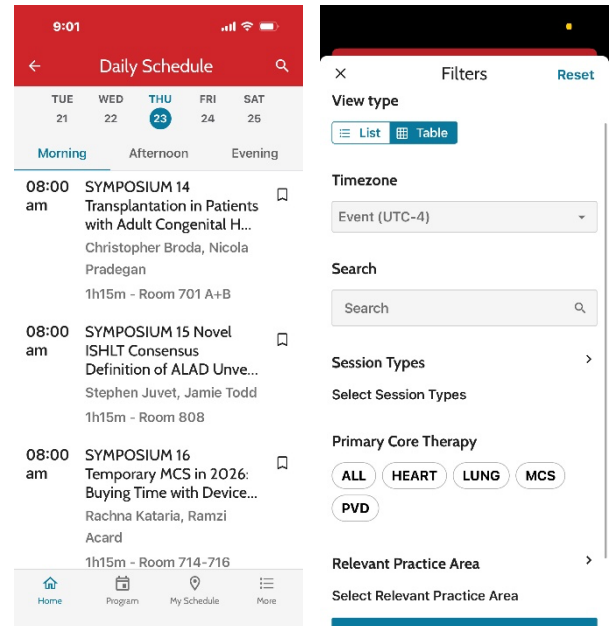 9:01
Daily Schedule
TUE WED THU FRI SAT
21 22 23 24 25
Morning Afternoon Evening
08:00 am
SYMPOSIUM 14
Transplantation in Patients
with Adult Congenital H...
Christopher Broda, Nicola
Pradegan
1h15m - Room 701 A+B
08:00 am
SYMPOSIUM 15 Novel
ISHLT Consensus
Definition of ALAD Unve...
Stephen Juvet, Jamie Todd
1h15m - Room 808
08:00 am
SYMPOSIUM 16
Temporary MCS in 2026:
Buying Time with Device...
Rachna Kataria, Ramzi
Acard
1h15m - Room 714-716
Home Program My Schedule More
Filters Reset
View type
List Table
Timezone
Event (UTC-4)
Search
Search
Session Types
Select Session Types
Primary Core Therapy
ALL HEART LUNG MCS
PVD
Relevant Practice Area
Select Relevant Practice Area